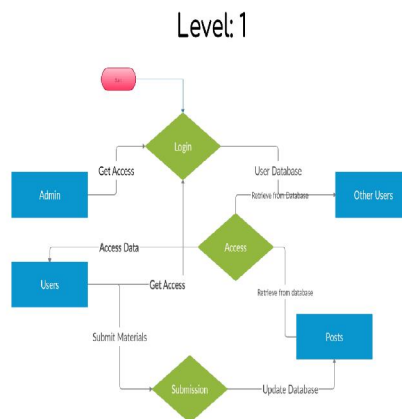 Level: 1
Login
Get Access
User Database
Admin
Retrieve from Database
Other Users
Access Data
Access
Users
Get Access
Retrieve from database
Submit Materials
Posts
Submission
Update Database